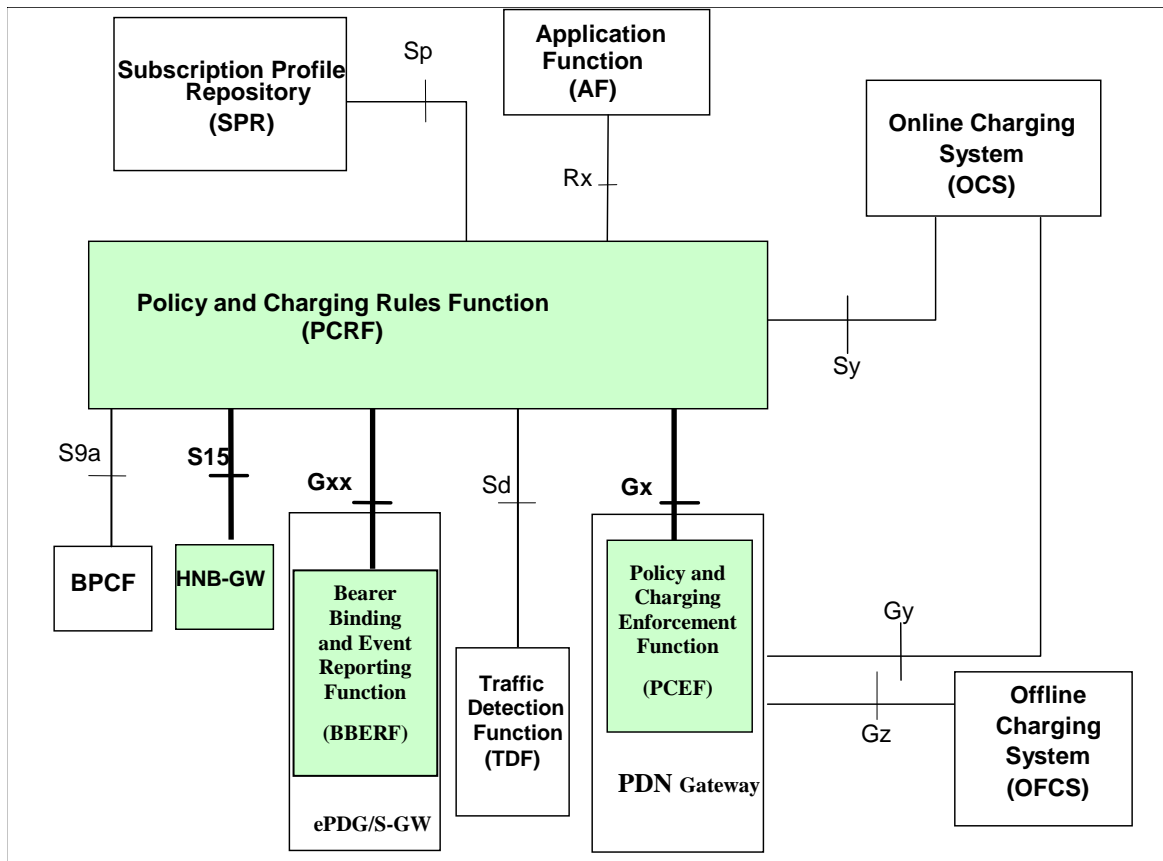 Subscription Profile
Repository
(SPR)
Sp
Application
Function
(AF)
Online Charging
System
(OCS)
Rx
Policy and Charging Rules Function
(PCRF)
Sy
S9a
S15
Gxx
Sd
Gx
BPCF
HNB-GW
Bearer
Binding
and Event
Reporting
Function
(BBERF)
ePDG/S-GW
Traffic
Detection
Function
(TDF)
Policy and
Charging
Enforcement
Function
(PCEF)
PDN Gateway
Gy
Gz
Offline
Charging
System
(OFCS)